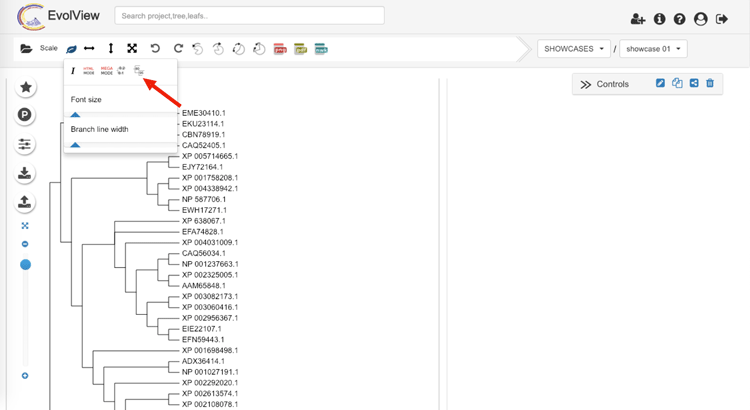 EvolView
Search project,tree,leafs..
Scale
SHOWCASES
/
showcase 01
I
HTML MODE
MEGA MODE
Controls
Font size
Branch line width
P
EME30410.1
EKU23114.1
CBN78919.1
CAQ52405.1
XP 005714665.1
EJY72164.1
XP 001758208.1
XP 004338942.1
NP 587706.1
EWH17271.1
XP 638067.1
EFA74828.1
XP 004031009.1
CAQ56034.1
NP 001237663.1
XP 002325005.1
AAM65848.1
XP 003082173.1
XP 003060416.1
XP 002956367.1
EIE22107.1
EFN59443.1
XP 001698498.1
ADX36414.1
NP 001027191.1
XP 002292020.1
XP 002613574.1
XP 002108078.1